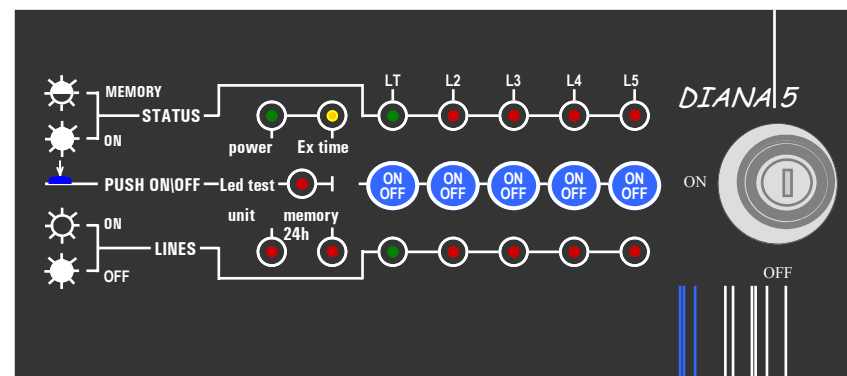 MEMORY
STATUS
ON
power
Ex time
LT
L2
L3
L4
L5
DIANA 5
PUSH ON\OFF
Led test
ON OFF
ON OFF
ON OFF
ON OFF
ON OFF
ON
unit
memory
24h
ON
LINES
OFF
OFF